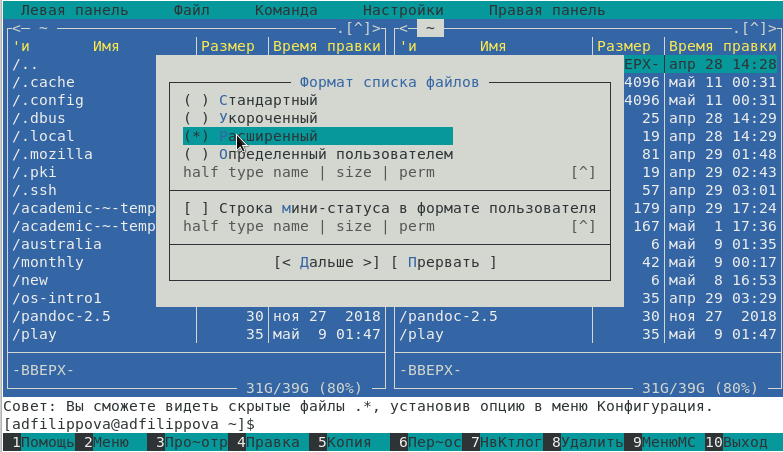 Левая панель Файл Команда Настройки Правая панель
<— ~ .[^]> <— ~ .[^]>
'и Имя Размер Время правки 'и Имя Размер Время правки
/.. ЕРХ- апр 28 14:28
/.cache 4096 май 11 00:31
/.config 4096 май 11 00:31
/.dbus 25 апр 28 14:29
/.local 19 апр 28 14:29
/.mozilla 81 апр 29 01:48
/.pki 19 апр 29 02:43
/.ssh 57 апр 29 03:01
/academic-~-temp 179 апр 29 17:24
/academic-~-temp 167 май 1 17:36
/australia 6 май 9 01:35
/monthly 42 май 9 00:17
/new 6 май 8 16:53
/os-intro1 35 апр 29 03:29
/pandoc-2.5 30 ноя 27 2018 /pandoc-2.5 30 ноя 27 2018
/play 35 май 9 01:47 /play 35 май 9 01:47
-ВВЕРХ- -ВВЕРХ-
31G/39G (80%) 31G/39G (80%)
Формат списка файлов
( ) Стандартный
( ) Укороченный
(*) Расширенный
( ) Определенный пользователем
half type name | size | perm [^]
[ ] Строка мини-статуса в формате пользователя
half type name | size | perm [^]
[< Дальше >] [ Прервать ]
Совет: Вы сможете видеть скрытые файлы .*, установив опцию в меню Конфигурация.
[adfilippova@adfilippova ~]$
1Помощь 2Меню 3Про~отр 4Правка 5Копия 6Пер~ос 7НвКтлог 8Удалить 9МенюMC 10Выход